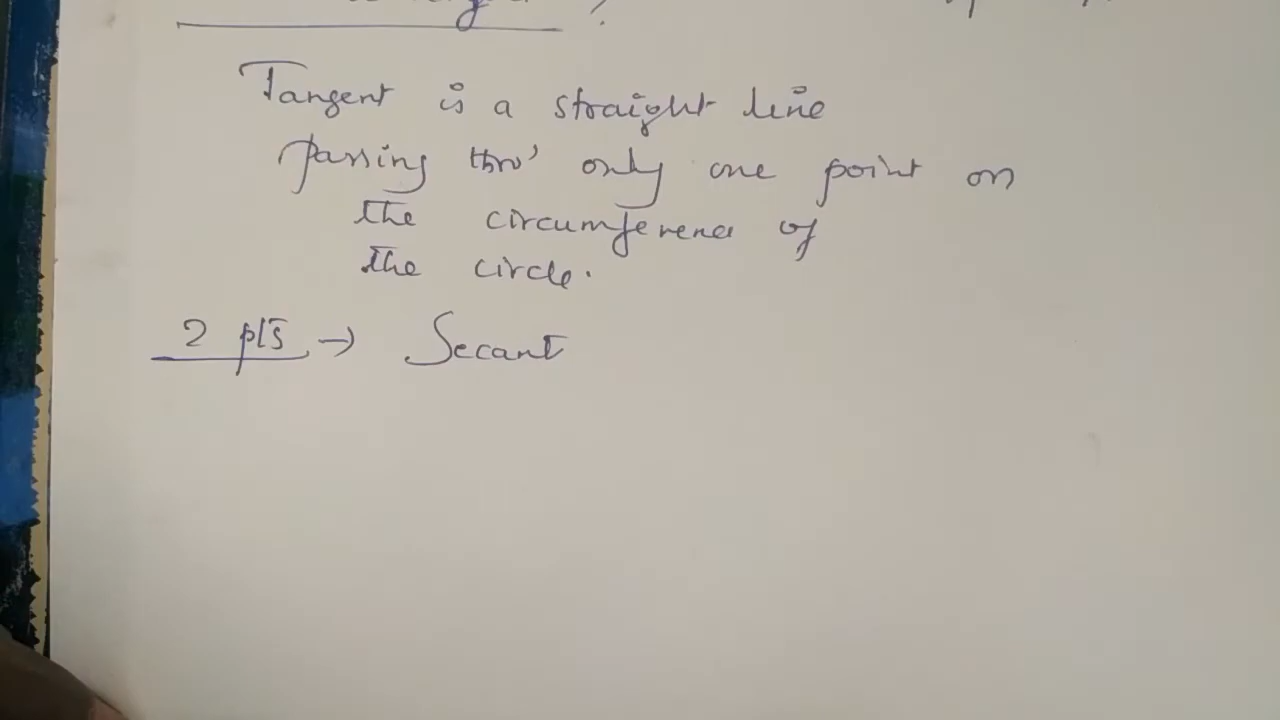 ?
Tangent is a straight line
passing thro' only one point on
the circumference of
the circle.
2 pts → Secant